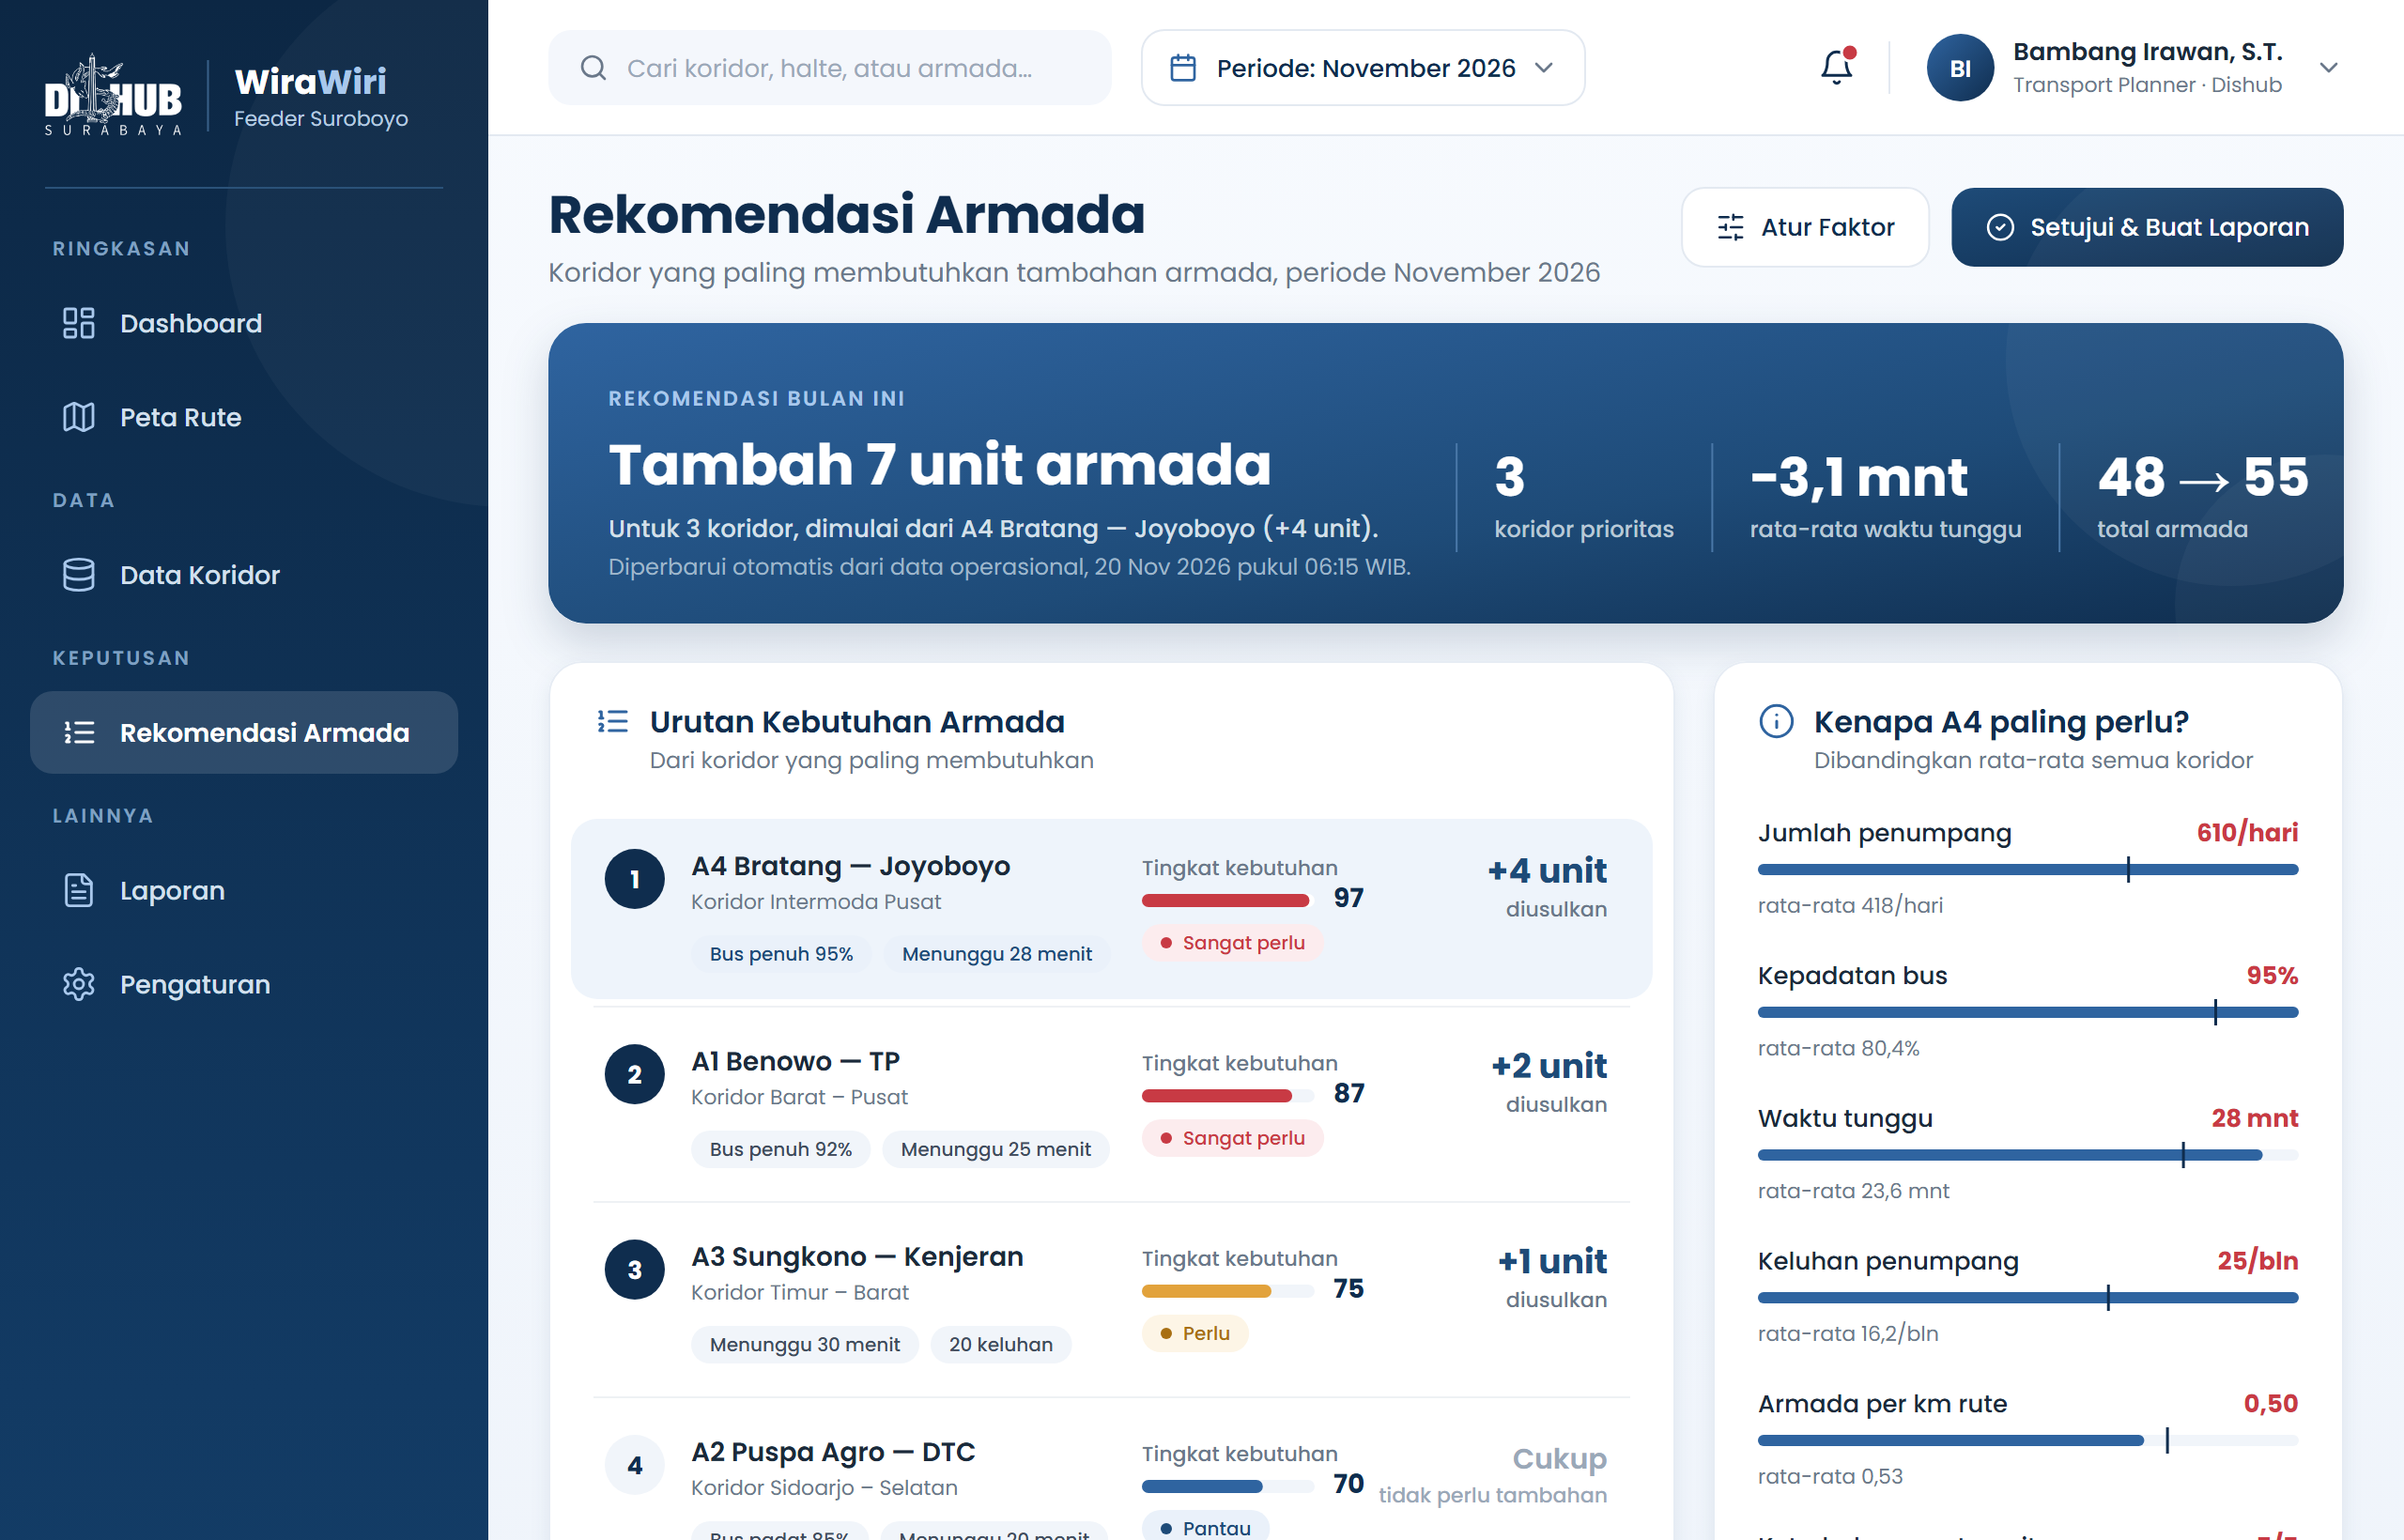 DISHUB
SURABAYA
WiraWiri
Feeder Suroboyo
RINGKASAN
Dashboard
Peta Rute
DATA
Data Koridor
KEPUTUSAN
Rekomendasi Armada
LAINNYA
Laporan
Pengaturan
Cari koridor, halte, atau armada...
Periode: November 2026
BI
Bambang Irawan, S.T.
Transport Planner · Dishub
Rekomendasi Armada
Koridor yang paling membutuhkan tambahan armada, periode November 2026
Atur Faktor
Setujui & Buat Laporan
REKOMENDASI BULAN INI
Tambah 7 unit armada
Untuk 3 koridor, dimulai dari A4 Bratang — Joyoboyo (+4 unit).
Diperbarui otomatis dari data operasional, 20 Nov 2026 pukul 06:15 WIB.
3
koridor prioritas
−3,1 mnt
rata-rata waktu tunggu
48 → 55
total armada
Urutan Kebutuhan Armada
Dari koridor yang paling membutuhkan
1
A4 Bratang — Joyoboyo
Koridor Intermoda Pusat
Bus penuh 95%
Menunggu 28 menit
Tingkat kebutuhan
97
Sangat perlu
+4 unit
diusulkan
2
A1 Benowo — TP
Koridor Barat – Pusat
Bus penuh 92%
Menunggu 25 menit
Tingkat kebutuhan
87
Sangat perlu
+2 unit
diusulkan
3
A3 Sungkono — Kenjeran
Koridor Timur – Barat
Menunggu 30 menit
20 keluhan
Tingkat kebutuhan
75
Perlu
+1 unit
diusulkan
4
A2 Puspa Agro — DTC
Koridor Sidoarjo – Selatan
Bus padat 85%
Menunggu 20 menit
Tingkat kebutuhan
70
Pantau
Cukup
tidak perlu tambahan
Kenapa A4 paling perlu?
Dibandingkan rata-rata semua koridor
Jumlah penumpang
610/hari
rata-rata 418/hari
Kepadatan bus
95%
rata-rata 80,4%
Waktu tunggu
28 mnt
rata-rata 23,6 mnt
Keluhan penumpang
25/bln
rata-rata 16,2/bln
Armada per km rute
0,50
rata-rata 0,53